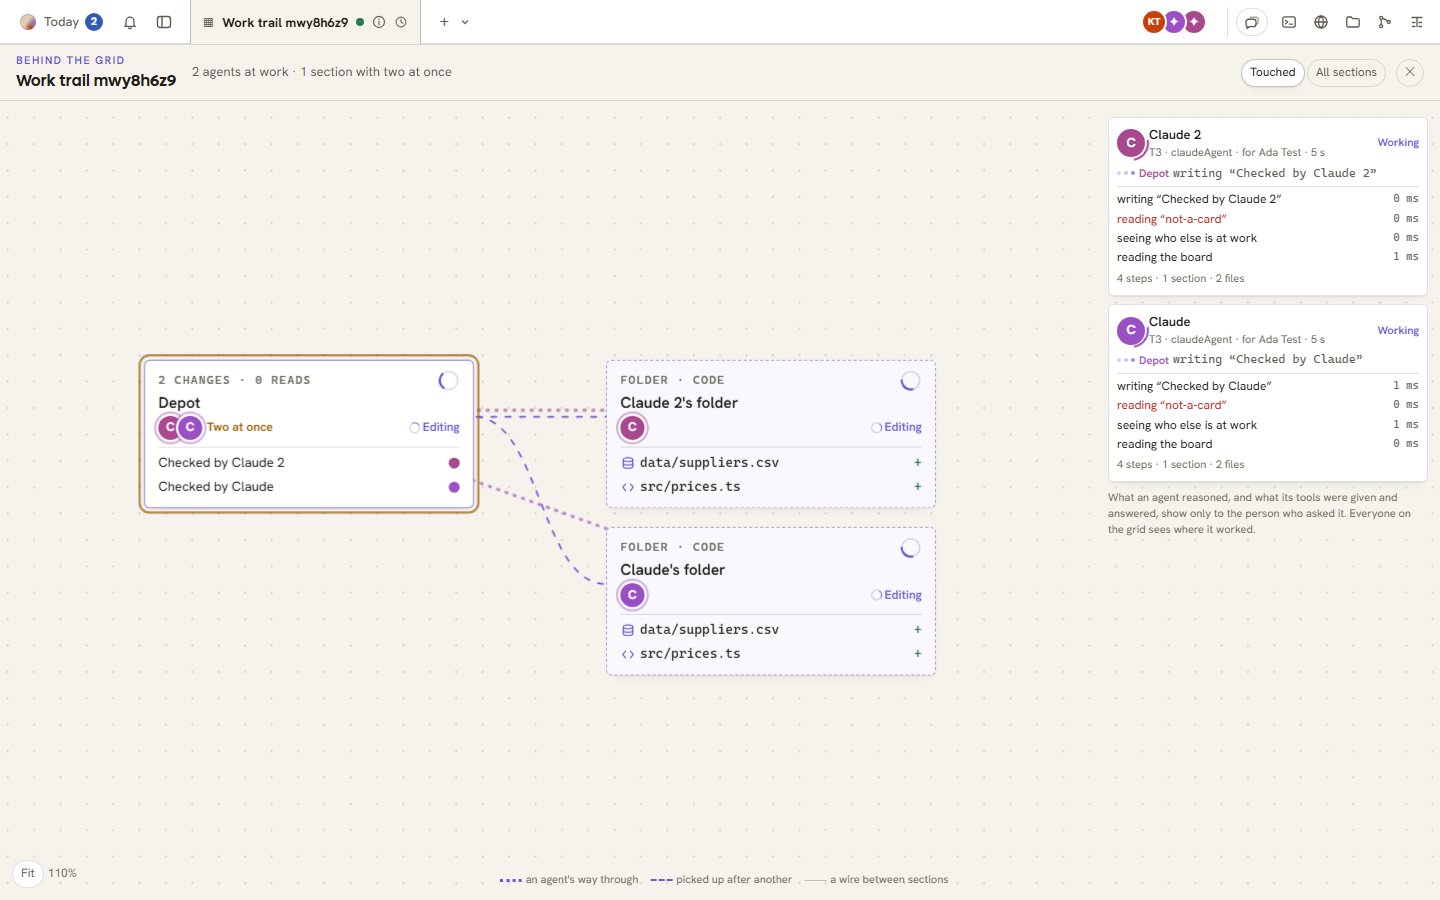 Today 2
Work trail mwy8h6z9
KT
BEHIND THE GRID
Work trail mwy8h6z9
2 agents at work · 1 section with two at once
Touched
All sections
C
Claude 2
T3 · claudeAgent · for Ada Test · 5 s
Working
Depot writing “Checked by Claude 2”
writing “Checked by Claude 2” 0 ms
reading “not-a-card” 0 ms
seeing who else is at work 0 ms
reading the board 1 ms
4 steps · 1 section · 2 files
C
Claude
T3 · claudeAgent · for Ada Test · 5 s
Working
Depot writing “Checked by Claude”
writing “Checked by Claude” 1 ms
reading “not-a-card” 0 ms
seeing who else is at work 1 ms
reading the board 0 ms
4 steps · 1 section · 2 files
What an agent reasoned, and what its tools were given and
answered, show only to the person who asked it. Everyone on
the grid sees where it worked.
2 CHANGES · 0 READS
Depot
C C Two at once
Editing
Checked by Claude 2
Checked by Claude
FOLDER · CODE
Claude 2's folder
C
Editing
data/suppliers.csv +
src/prices.ts +
FOLDER · CODE
Claude's folder
C
Editing
data/suppliers.csv +
src/prices.ts +
Fit 110%
an agent's way through
picked up after another
a wire between sections